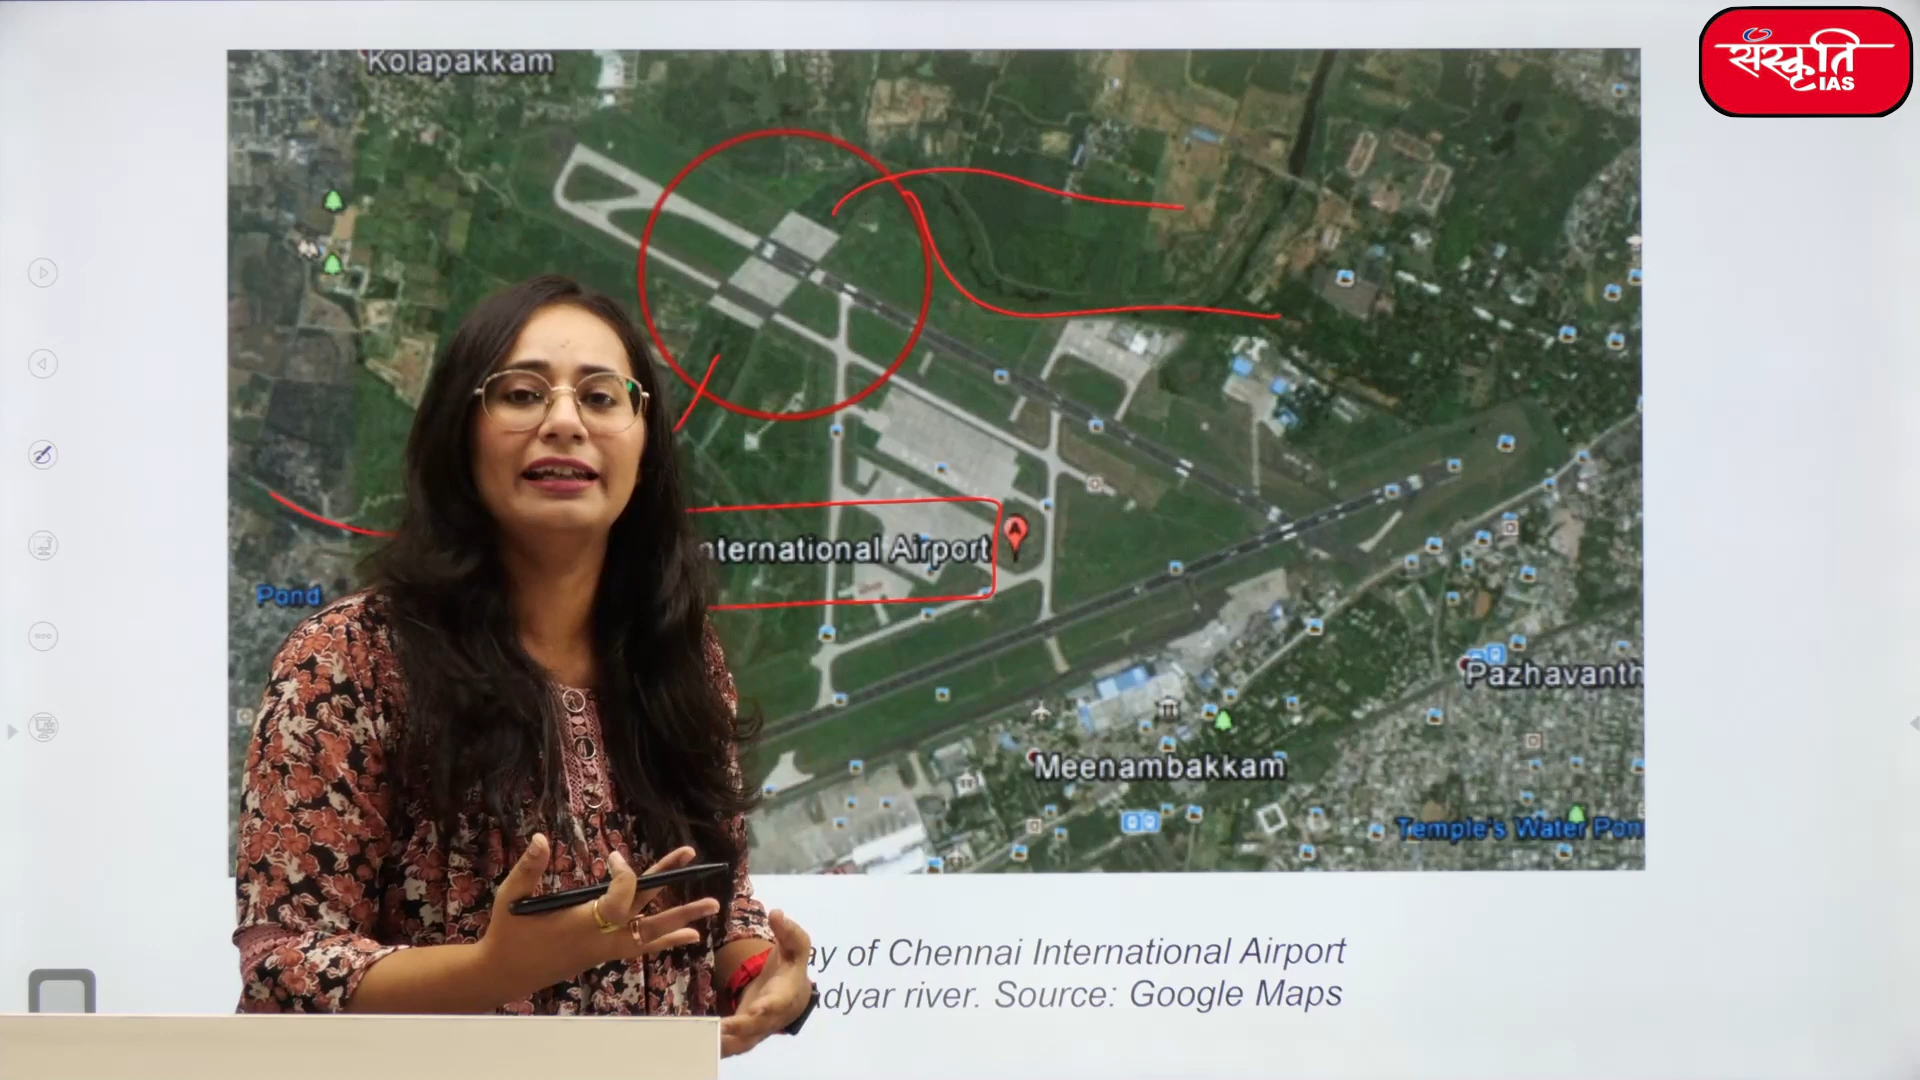 Kolapakkam
संस्कृति
IAS
International Airport
A
Pond
Pazhavanth
Meenambakkam
Temple's Water Pon
ay of Chennai International Airport
dyar river. Source: Google Maps